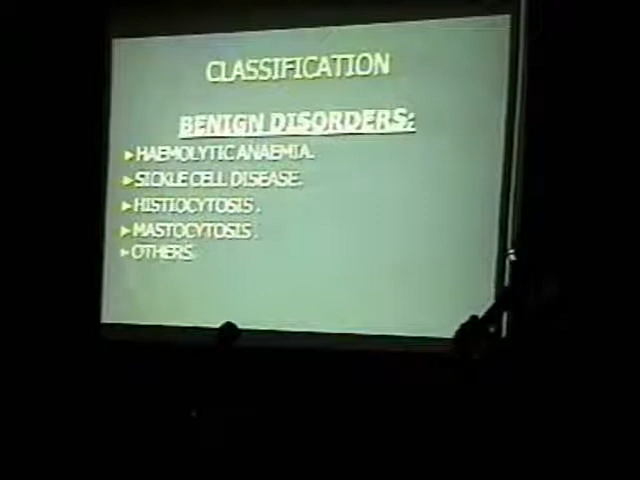 CLASSIFICATION
BENIGN DISORDERS:
►HAEMOLYTIC ANAEMIA.
►SICKLE CELL DISEASE.
►HISTIOCYTOSIS .
►MASTOCYTOSIS .
►OTHERS.